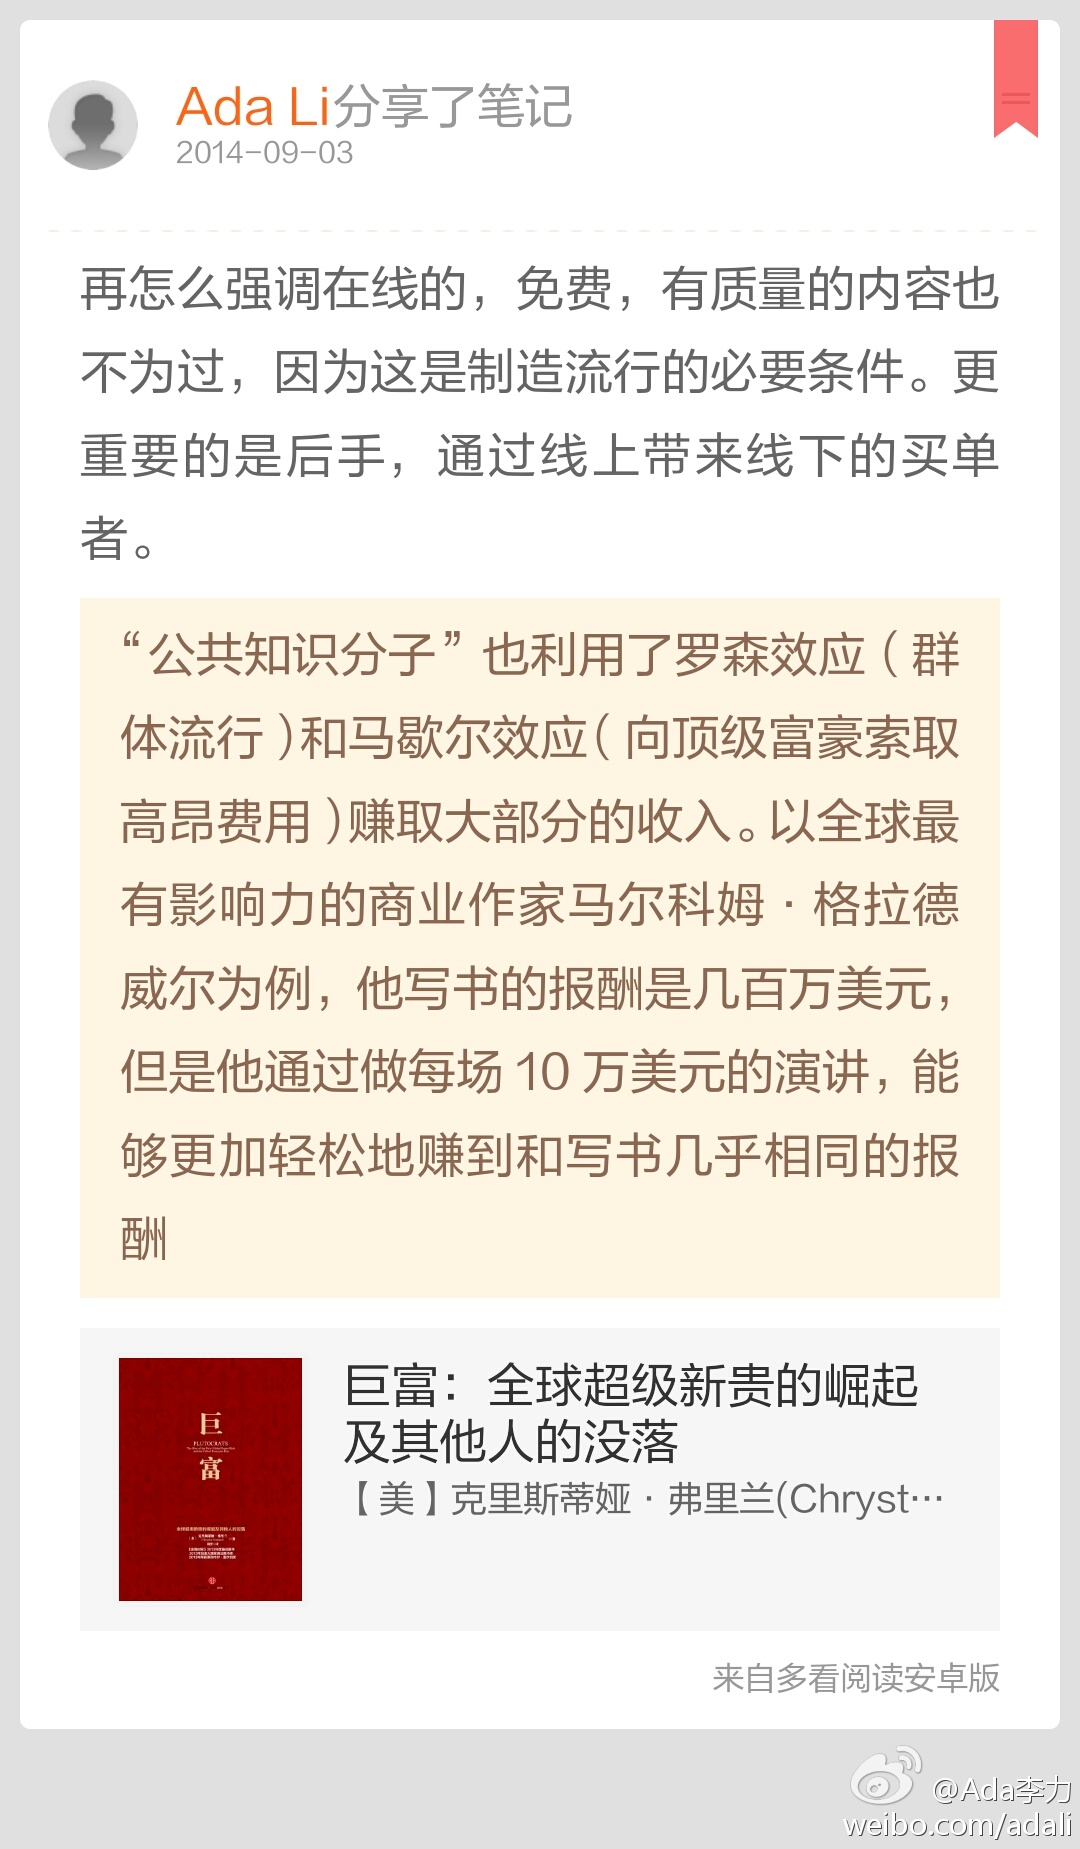 Ada Li分享了笔记
2014-09-03
再怎么强调在线的，免费，有质量的内容也
不为过，因为这是制造流行的必要条件。更
重要的是后手，通过线上带来线下的买单
者。
“公共知识分子”也利用了罗森效应（群
体流行）和马歇尔效应（向顶级富豪索取
高昂费用）赚取大部分的收入。以全球最
有影响力的商业作家马尔科姆·格拉德
威尔为例，他写书的报酬是几百万美元，
但是他通过做每场 10 万美元的演讲，能
够更加轻松地赚到和写书几乎相同的报
酬
巨
PLUTOCRATS
富
巨富：全球超级新贵的崛起
及其他人的没落
【美】克里斯蒂娅·弗里兰(Chryst…
来自多看阅读安卓版
@Ada李力
weibo.com/adali